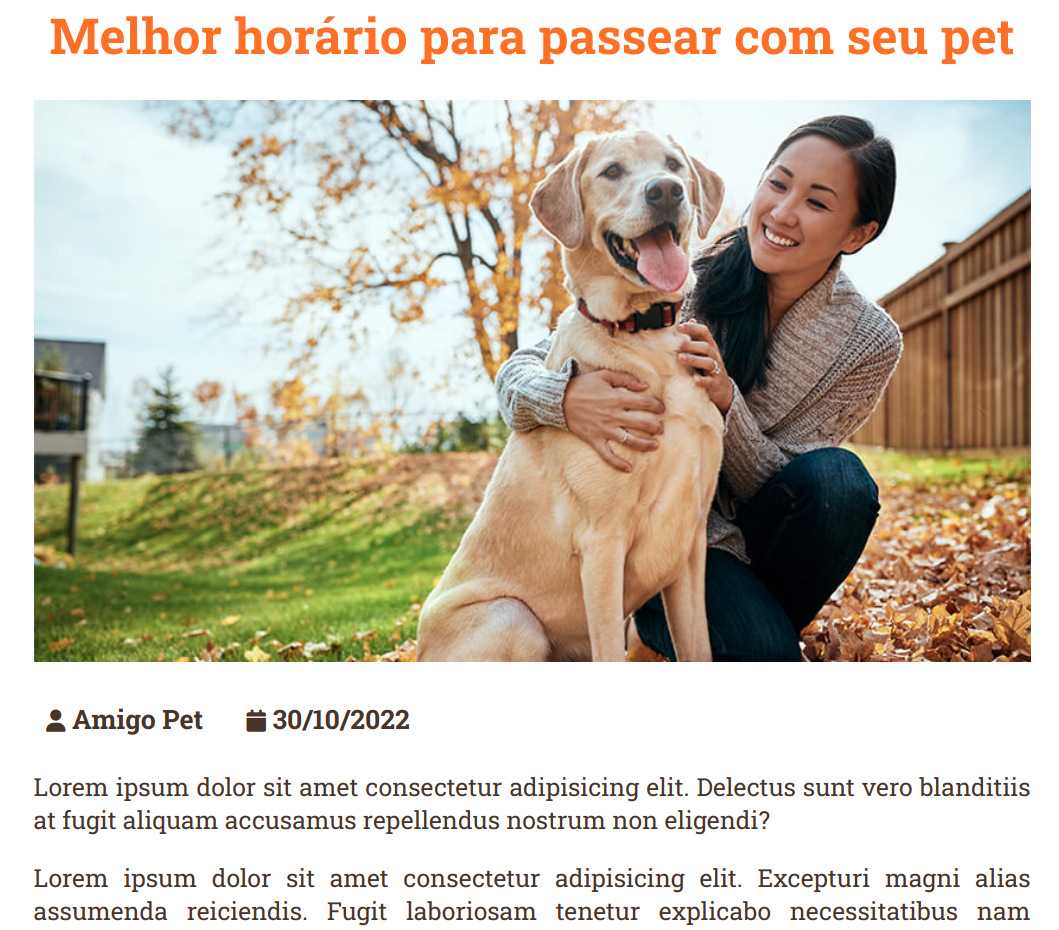 Melhor horário para passear com seu pet
Amigo Pet 30/10/2022
Lorem ipsum dolor sit amet consectetur adipisicing elit. Delectus sunt vero blanditiis
at fugit aliquam accusamus repellendus nostrum non eligendi?
Lorem ipsum dolor sit amet consectetur adipisicing elit. Excepturi magni alias
assumenda reiciendis. Fugit laboriosam tenetur explicabo necessitatibus nam